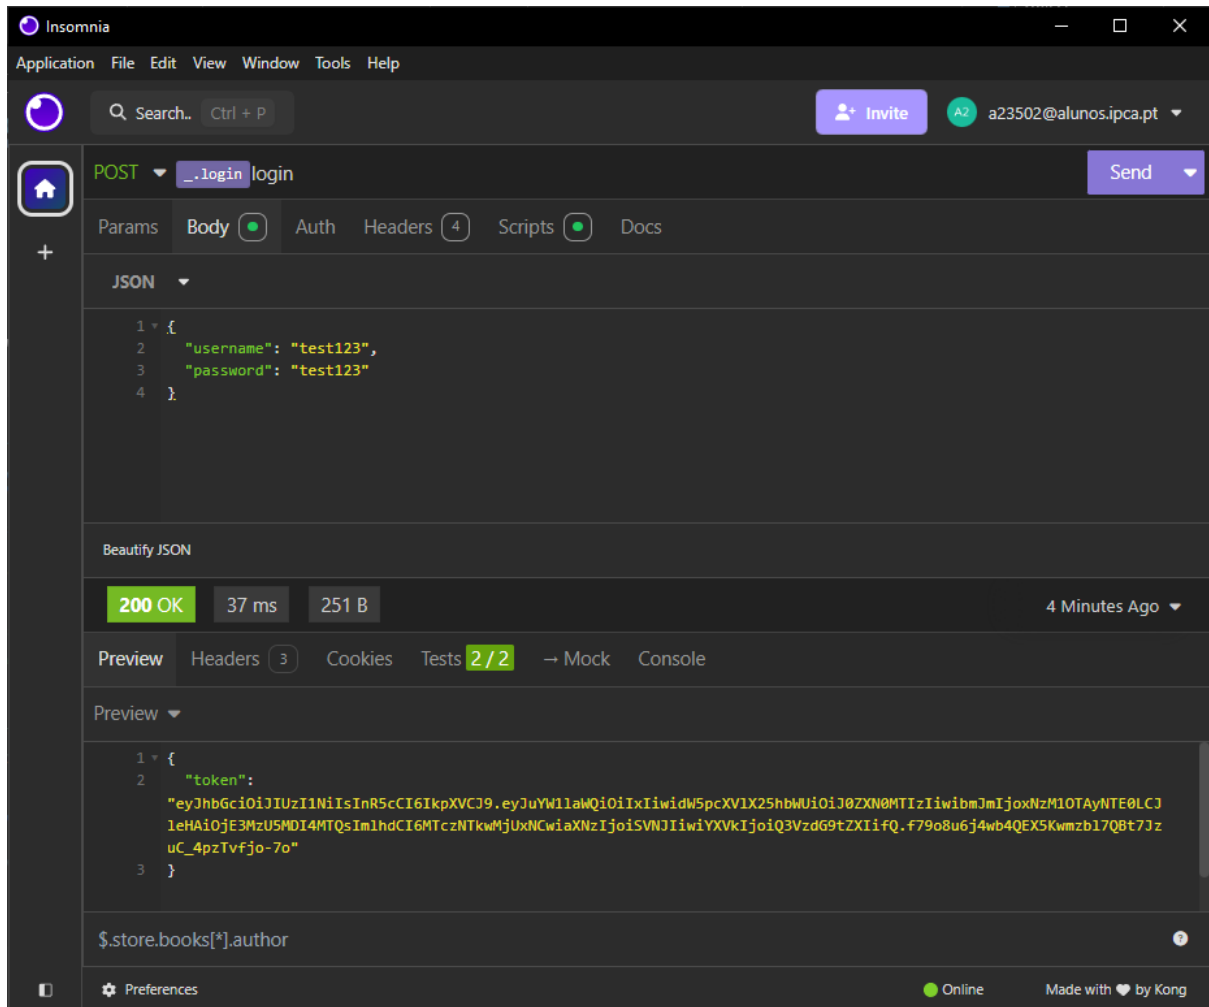 Insomnia
Application File Edit View Window Tools Help
Search.. Ctrl + P Invite A2 a23502@alunos.ipca.pt
POST _.login login Send
Params Body Auth Headers 4 Scripts Docs
JSON
1 {
2 "username": "test123",
3 "password": "test123"
4 }
Beautify JSON
200 OK 37 ms 251 B 4 Minutes Ago
Preview Headers 3 Cookies Tests 2 / 2 → Mock Console
Preview
1 {
2 "token":
"eyJhbGciOiJIUzI1NiIsInR5cCI6IkpXVCJ9.eyJuYW1laWQiOiIxIiwidW5pcXVlX25hbWUiOiJ0ZXN0MTIzIiwibmJmIjoxNzM1OTAyNTE0LCJ
leHAiOjE3MzU5MDI4MTQsImlhdCI6MTczNTkwMjUxNCwiaXNzIjoiSVNJIiwiYXVkIjoiQ3VzdG9tZXIifQ.f79o8u6j4wb4QEX5Kwmzbl7QBt7Jz
uC_4pzTvfjo-7o"
3 }
$.store.books[*].author ?
Preferences Online Made with ♥ by Kong